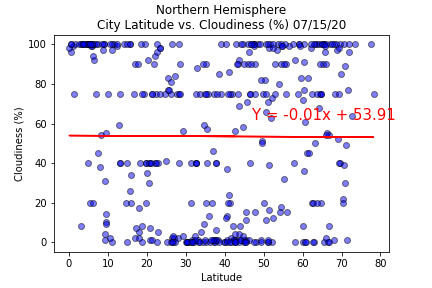 Northern Hemisphere
City Latitude vs. Cloudiness (%) 07/15/20
100
80
60
40
20
0
Cloudiness (%)
Y = -0.01x + 53.91
0 10 20 30 40 50 60 70 80
Latitude